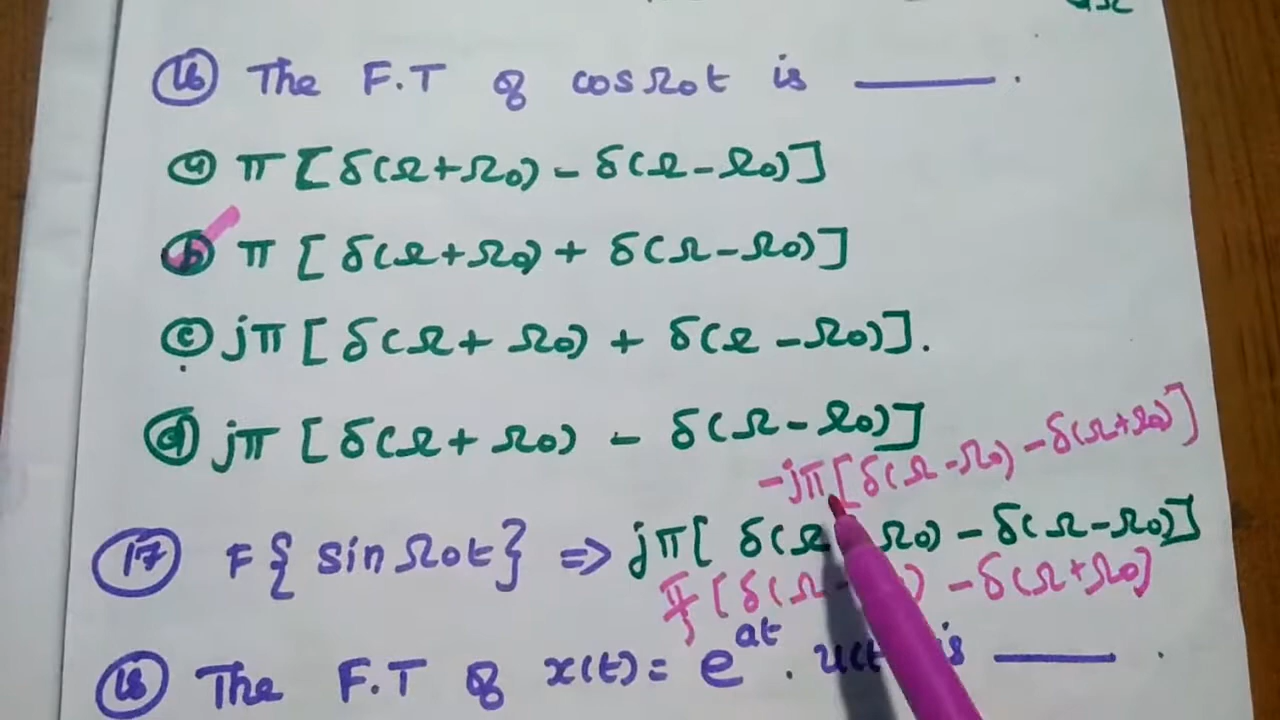 16 The F.T of cosΩ₀t is ______ .
a π [δ(Ω+Ω₀) - δ(Ω-Ω₀)]
b π [δ(Ω+Ω₀) + δ(Ω-Ω₀)]
c jπ [δ(Ω+Ω₀) + δ(Ω-Ω₀)].
d jπ [δ(Ω+Ω₀) - δ(Ω-Ω₀)]
-jπ[δ(Ω-Ω₀) - δ(Ω+Ω₀)]
17 F{sinΩ₀t} ⇒ jπ[δ(Ω Ω₀) - δ(Ω-Ω₀)]
π/j [δ(Ω ) - δ(Ω+Ω₀)
18 The F.T of x(t) = e^at . u(t is ______ .